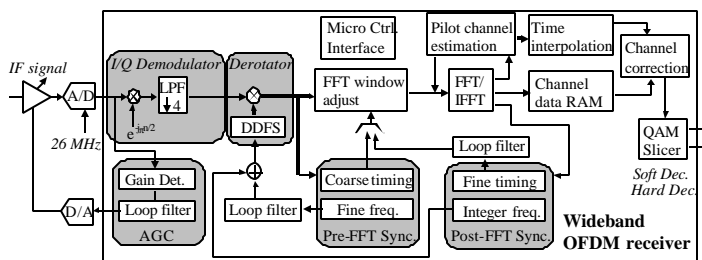 IF signal
A/D
26 MHz
I/Q Demodulator
LPF
4
e-jπn/2
Derotator
DDFS
Micro Ctrl.
Interface
FFT window
adjust
Pilot channel
estimation
Time
interpolation
Channel
correction
FFT/
IFFT
Channel
data RAM
QAM
Slicer
Soft Dec.
Hard Dec.
Loop filter
Gain Det.
Loop filter
AGC
D/A
Loop filter
Coarse timing
Fine freq.
Pre-FFT Sync.
Fine timing
Integer freq.
Post-FFT Sync.
Wideband
OFDM receiver